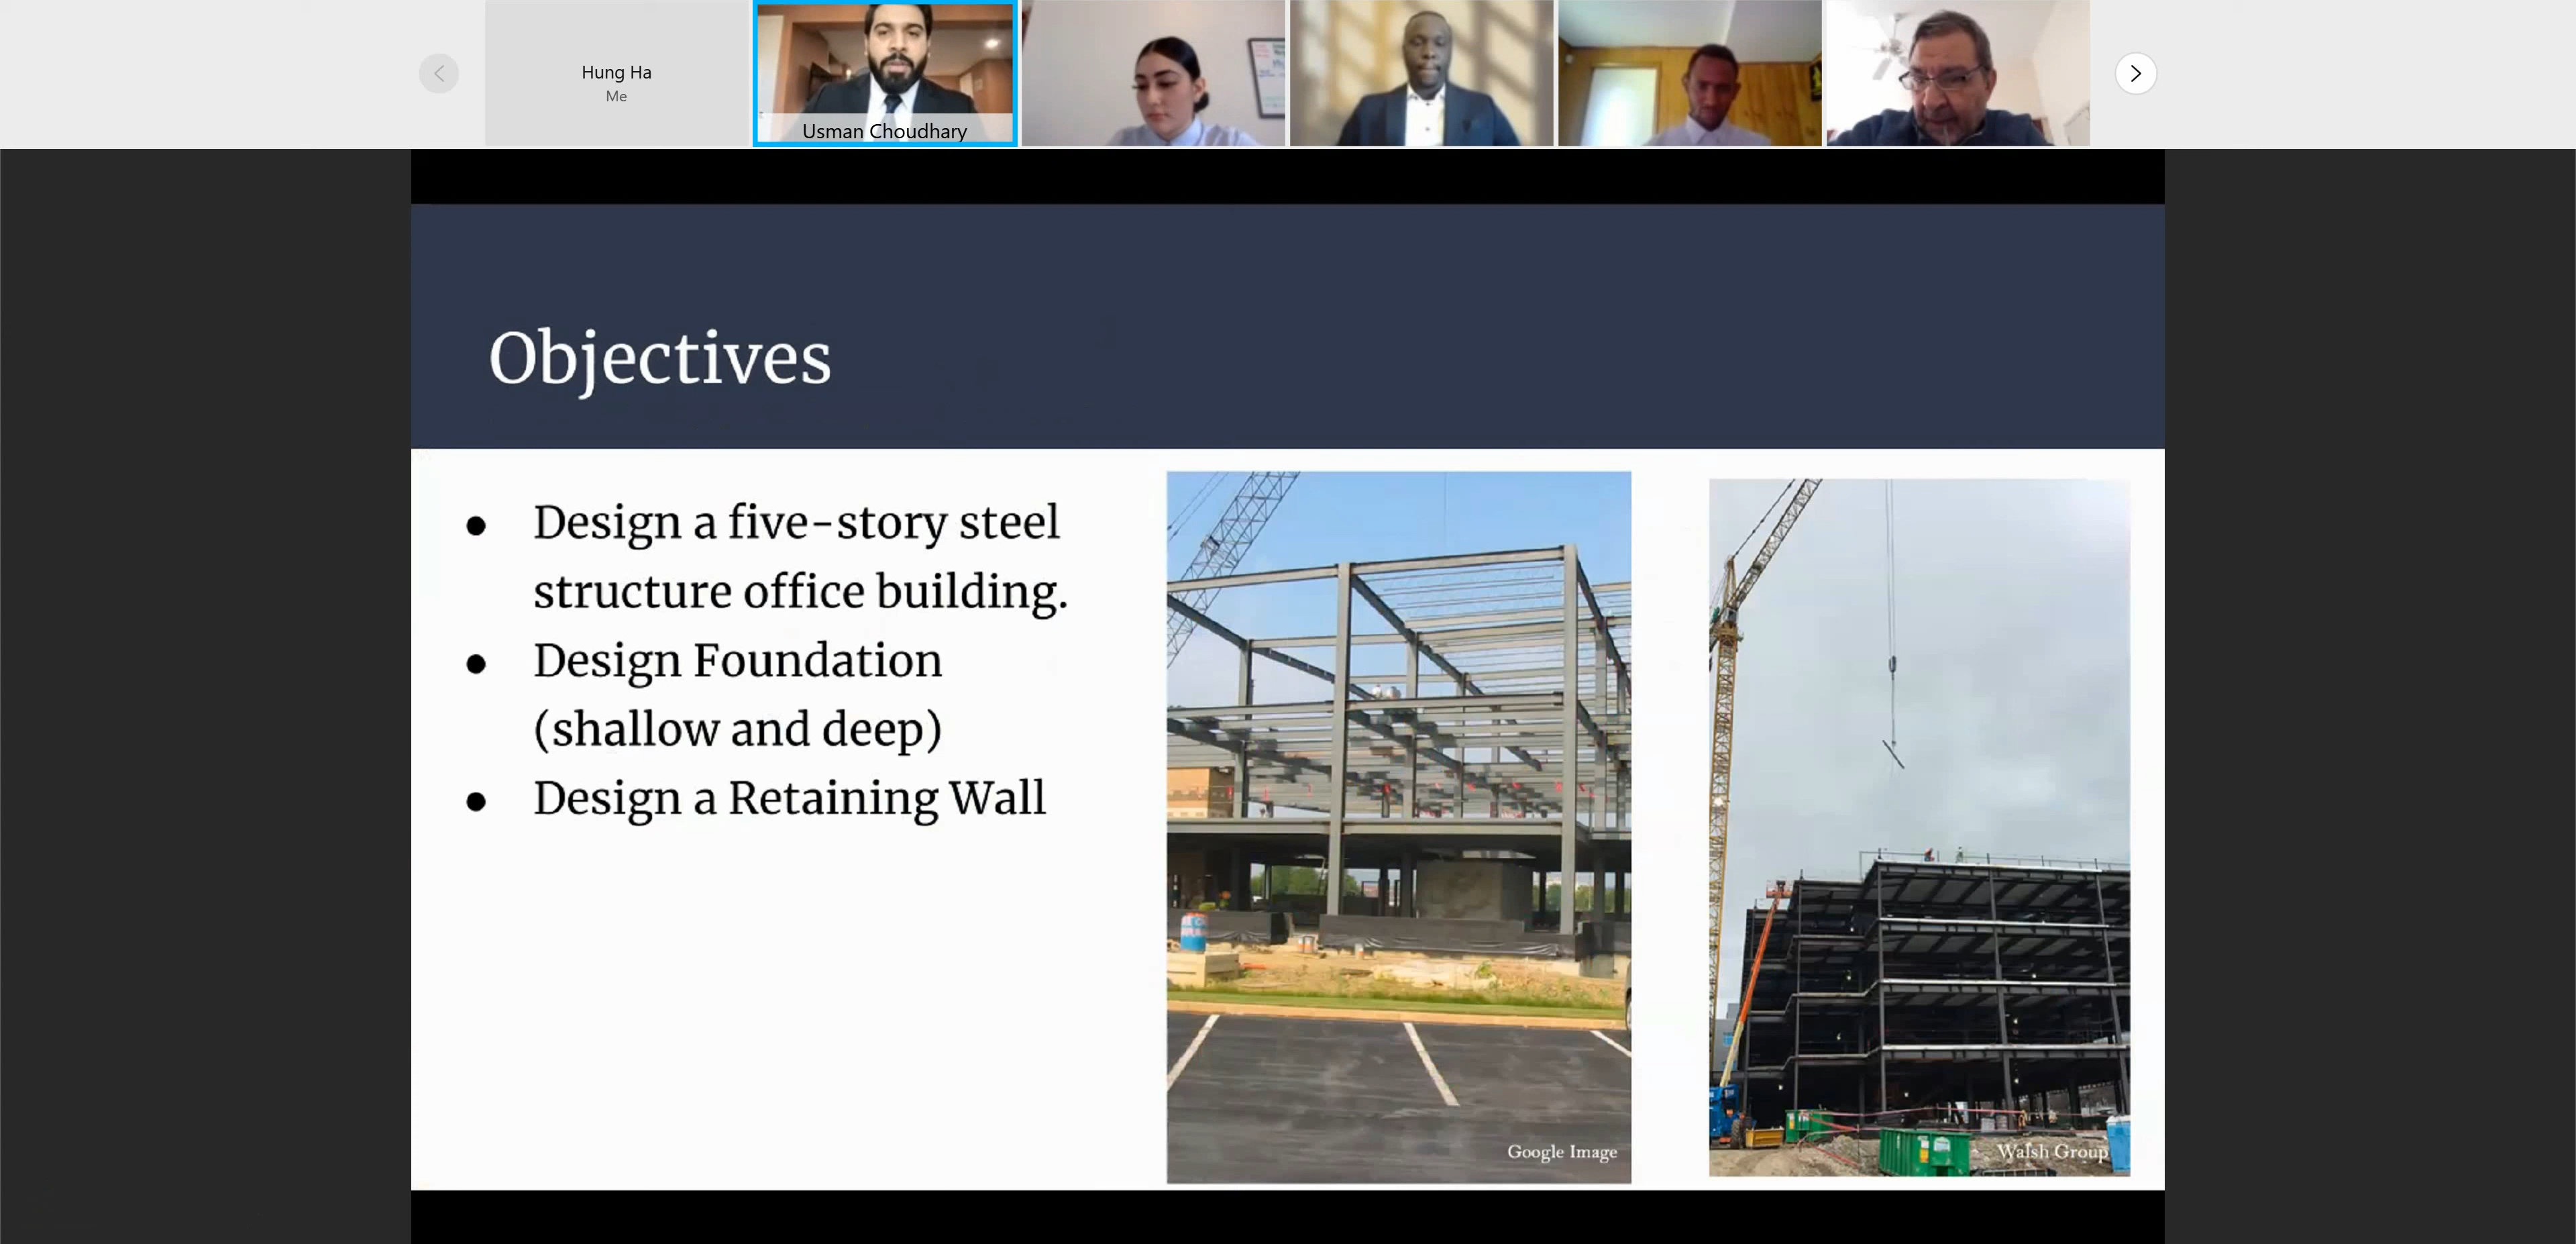 Hung Ha
Me
Usman Choudhary
Objectives
● Design a five-story steel
structure office building.
● Design Foundation
(shallow and deep)
● Design a Retaining Wall
Google Image
Walsh Group